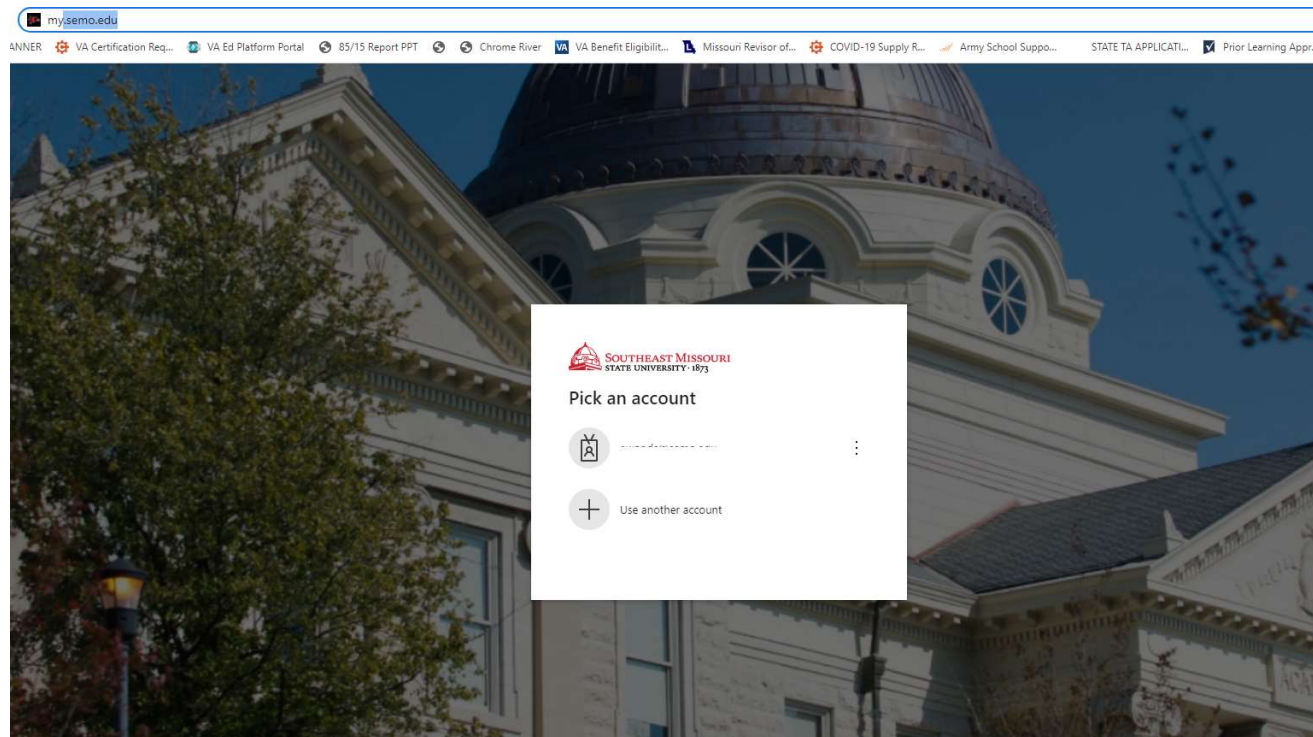 my.semo.edu
ANNER VA Certification Req... VA Ed Platform Portal 85/15 Report PPT Chrome River VA VA Benefit Eligibilit... L Missouri Revisor of... COVID-19 Supply R... Army School Suppo... STATE TA APPLICATI... Prior Learning Appr...
SOUTHEAST MISSOURI
STATE UNIVERSITY · 1873
Pick an account
Use another account